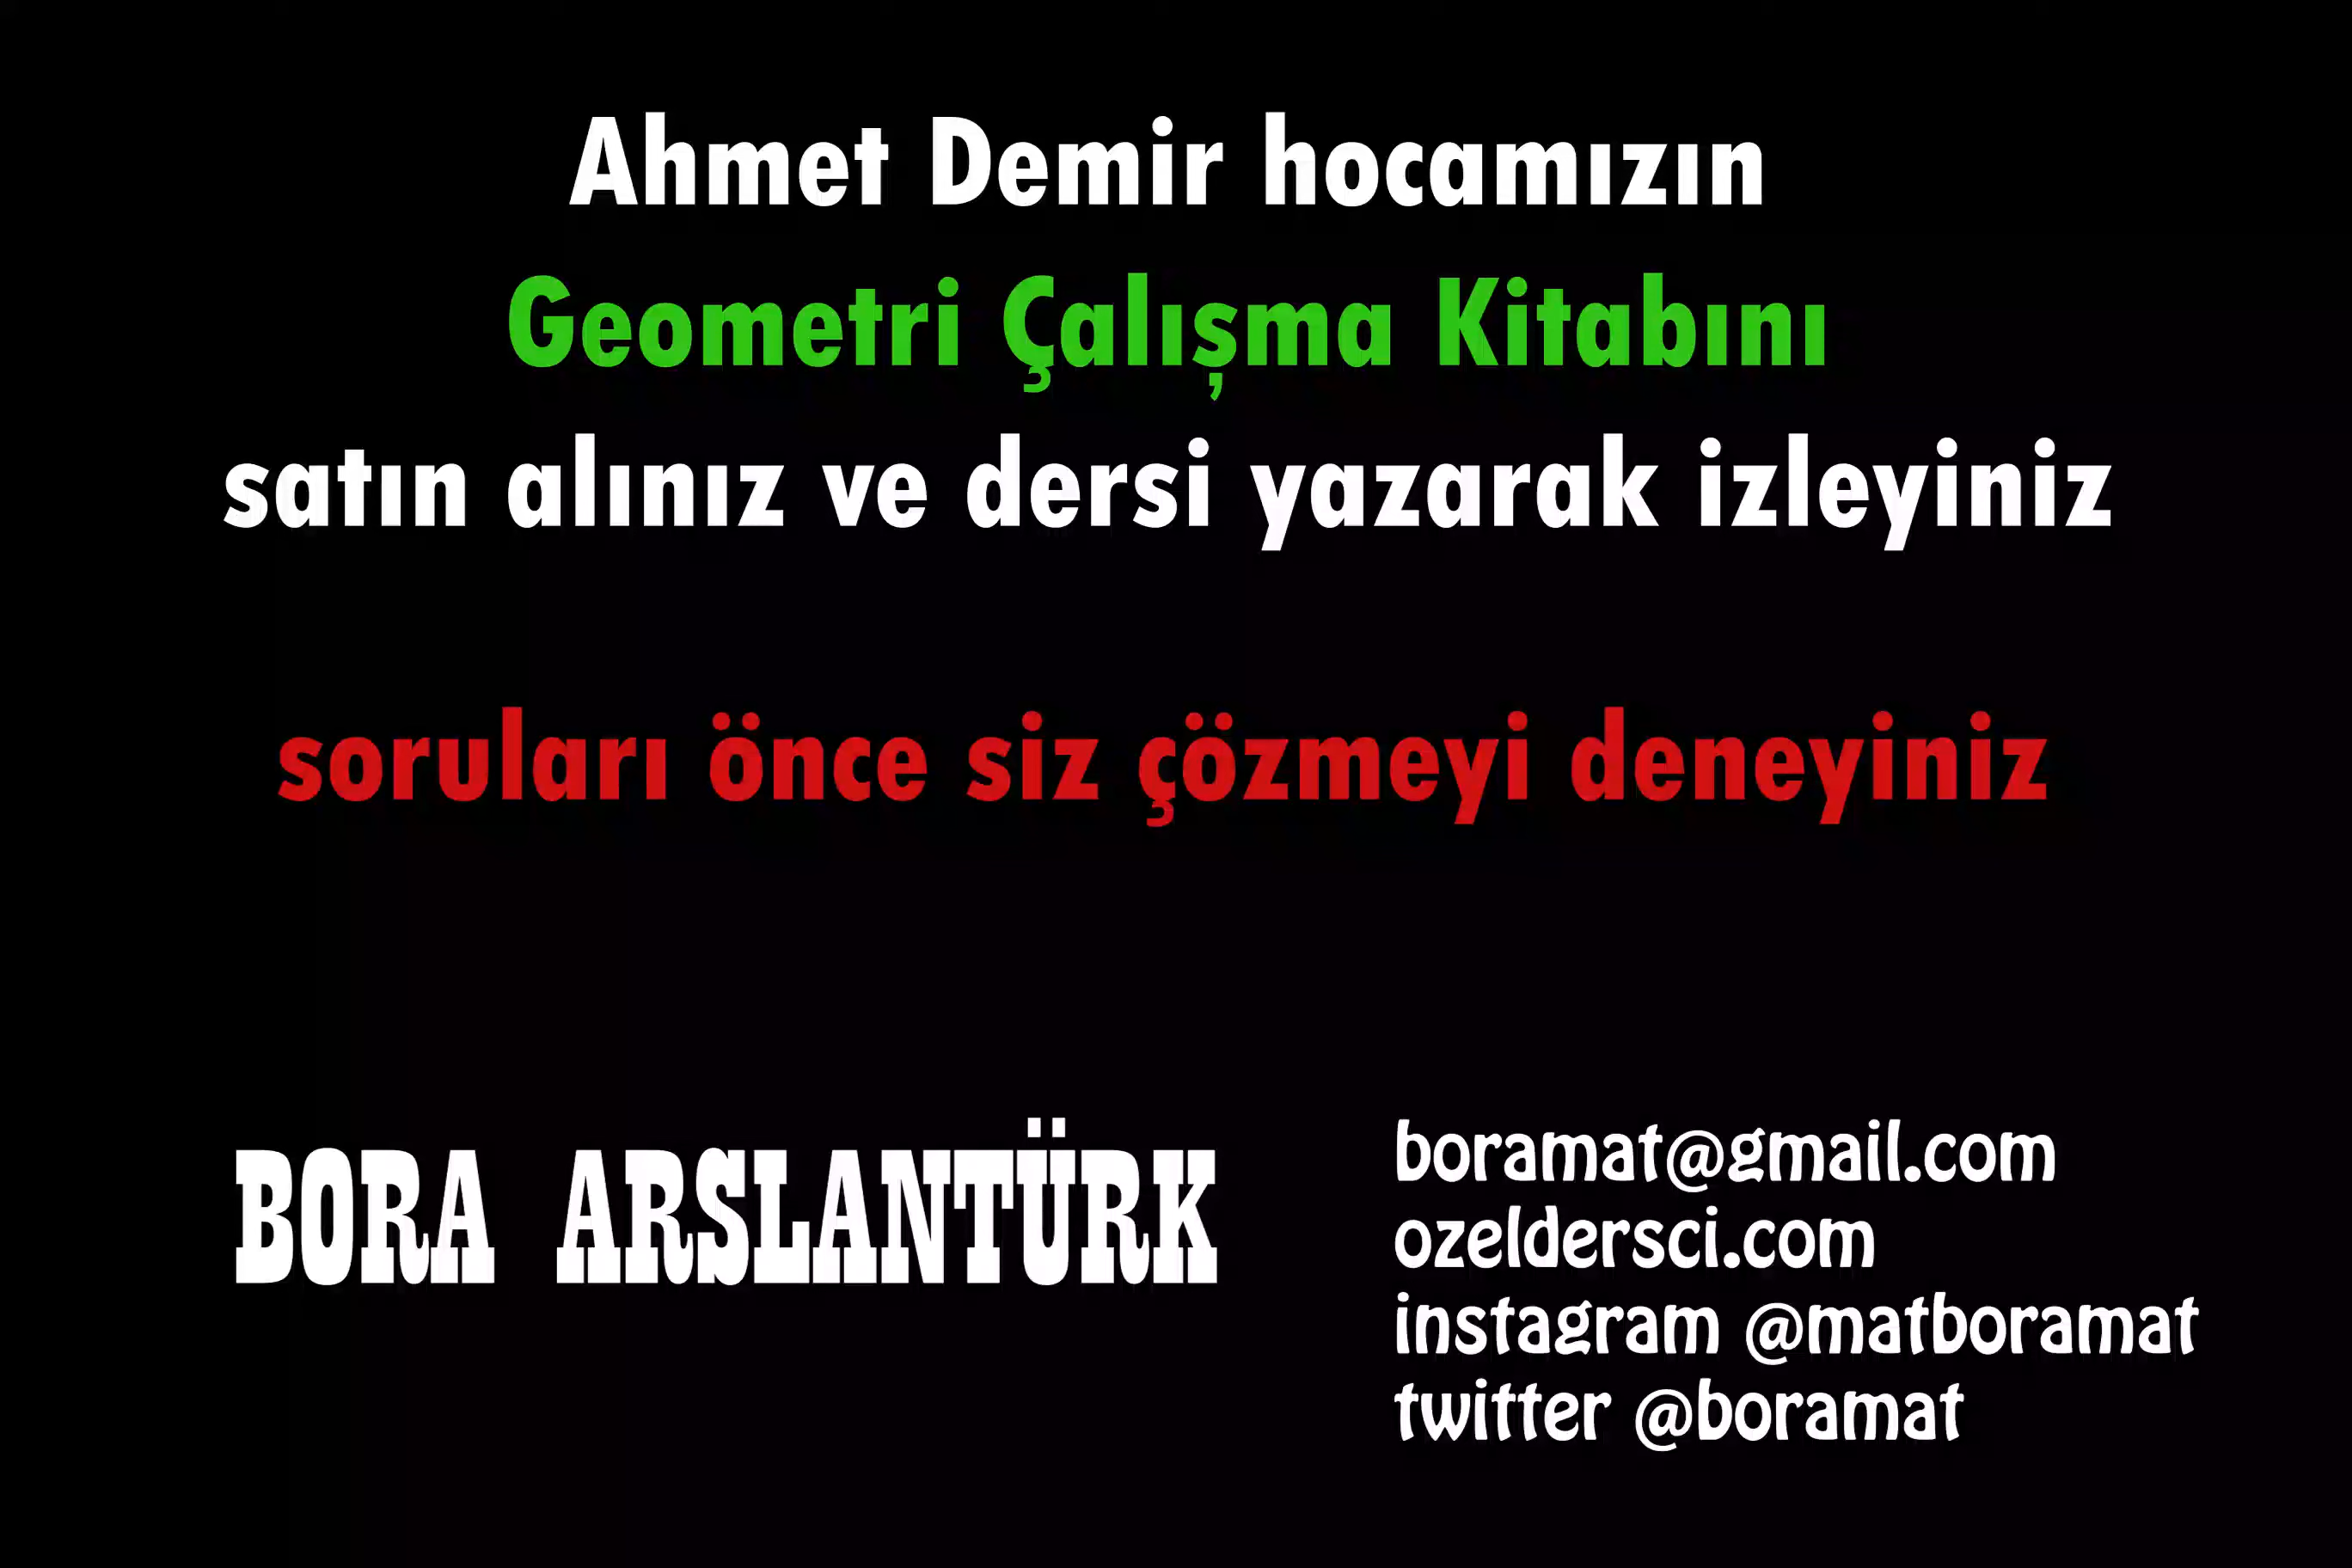 Ahmet Demir hocamızın
Geometri Çalışma Kitabını
satın alınız ve dersi yazarak izleyiniz
soruları önce siz çözmeyi deneyiniz
BORA ARSLANTÜRK
boramat@gmail.com
ozeldersci.com
instagram @matboramat
twitter @boramat